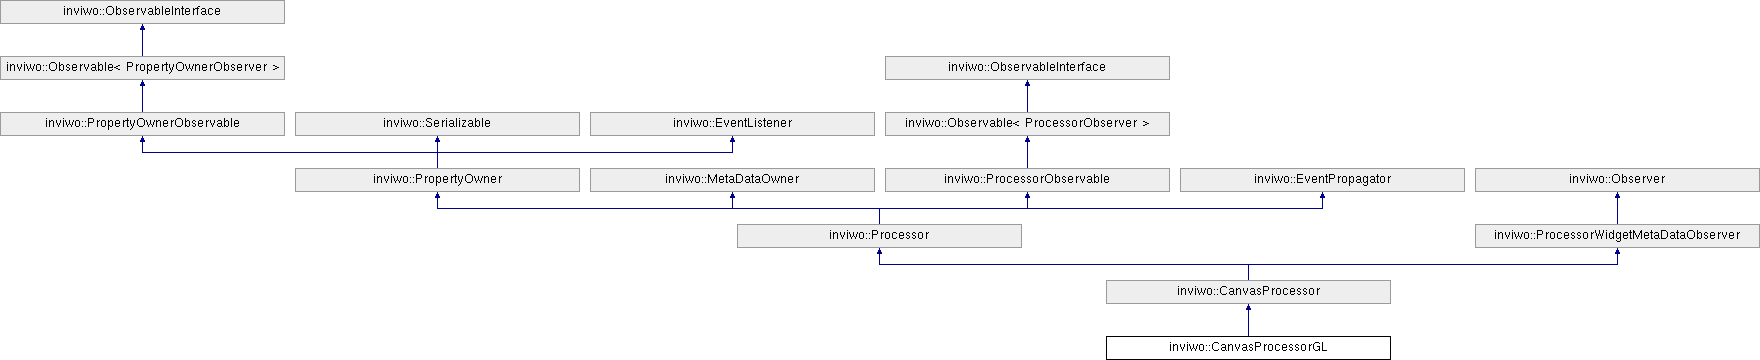 inviwo::ObservableInterface
inviwo::Observable< PropertyOwnerObserver >
inviwo::ObservableInterface
inviwo::PropertyOwnerObservable
inviwo::Serializable
inviwo::EventListener
inviwo::Observable< ProcessorObserver >
inviwo::PropertyOwner
inviwo::MetaDataOwner
inviwo::ProcessorObservable
inviwo::EventPropagator
inviwo::Observer
inviwo::Processor
inviwo::ProcessorWidgetMetaDataObserver
inviwo::CanvasProcessor
inviwo::CanvasProcessorGL